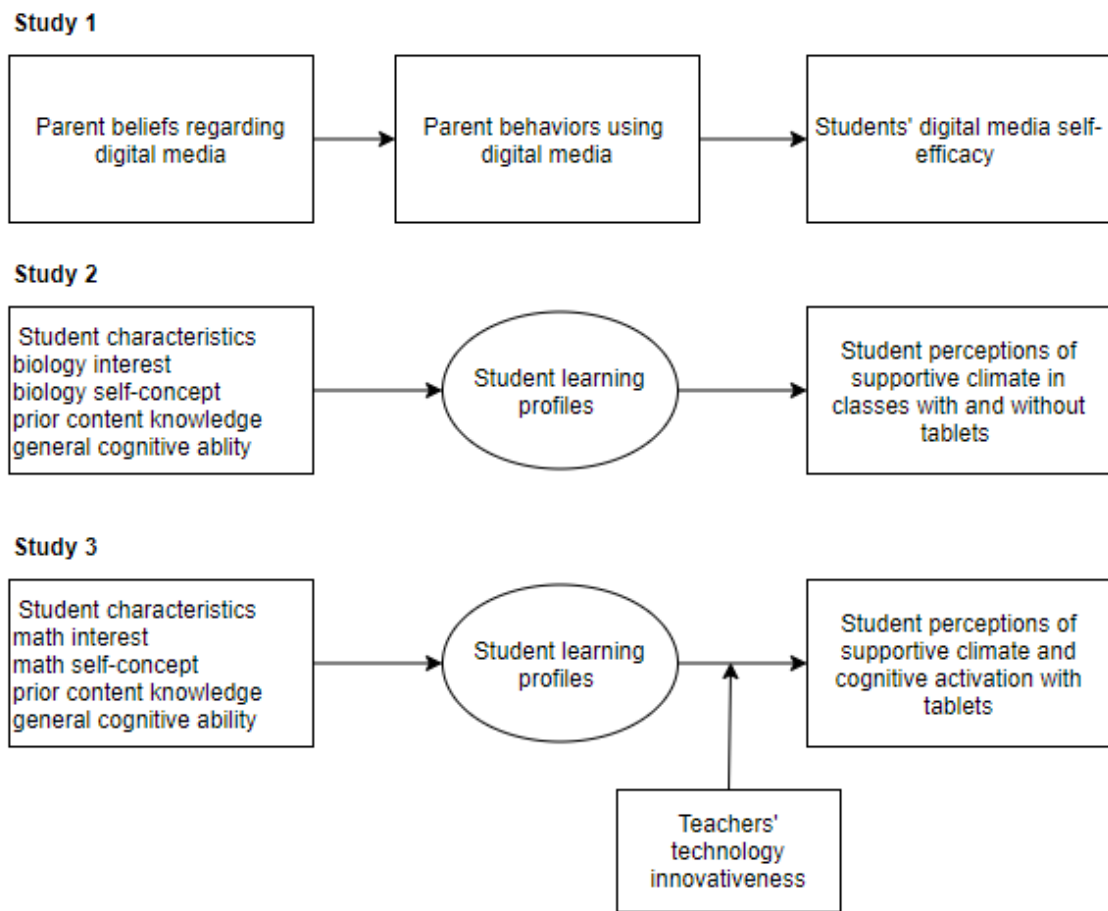 Study 1
Parent beliefs regarding
digital media
Parent behaviors using
digital media
Students' digital media self-
efficacy
Study 2
Student characteristics
biology interest
biology self-concept
prior content knowledge
general cognitive ablity
Student learning
profiles
Student perceptions of
supportive climate in
classes with and without
tablets
Study 3
Student characteristics
math interest
math self-concept
prior content knowledge
general cognitive ability
Student learning
profiles
Student perceptions of
supportive climate and
cognitive activation with
tablets
Teachers'
technology
innovativeness